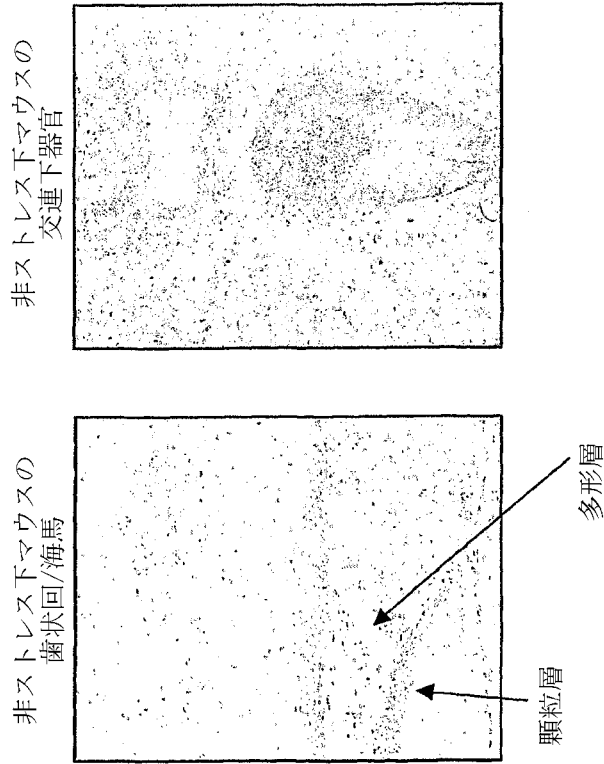 非ストレス下マウスの
歯状回/海馬
顆粒層
多形層
非ストレス下マウスの
交連下器官